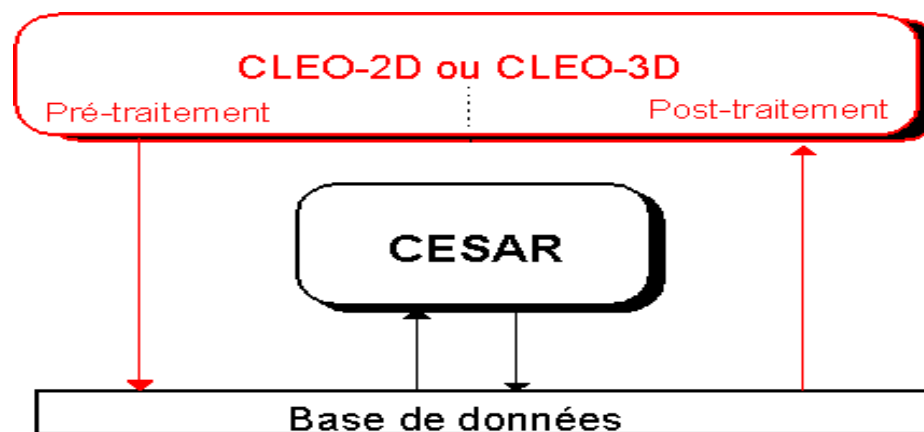 CLEO-2D ou CLEO-3D
Pré-traitement
Post-traitement
CESAR
Base de données